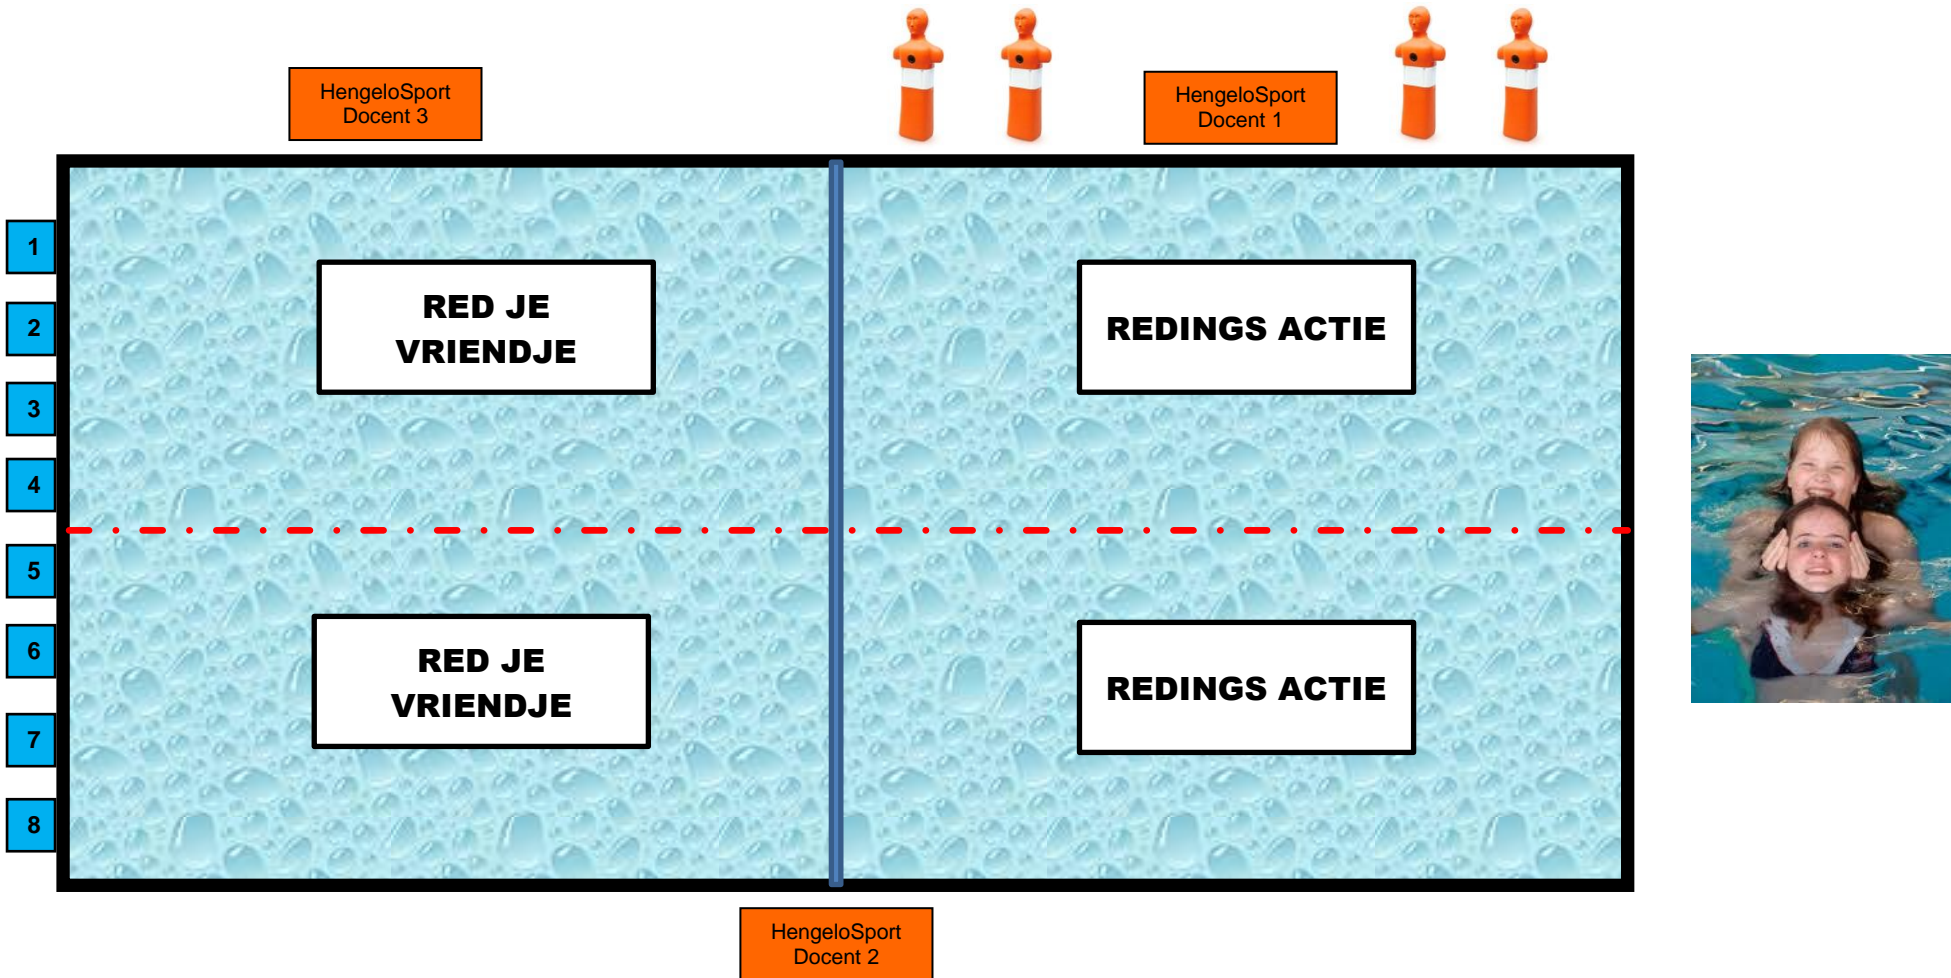 HengeloSport
Docent 3
HengeloSport
Docent 1
1
2
3
4
5
6
7
8
RED JE
VRIENDJE
REDINGS ACTIE
RED JE
VRIENDJE
REDINGS ACTIE
HengeloSport
Docent 2